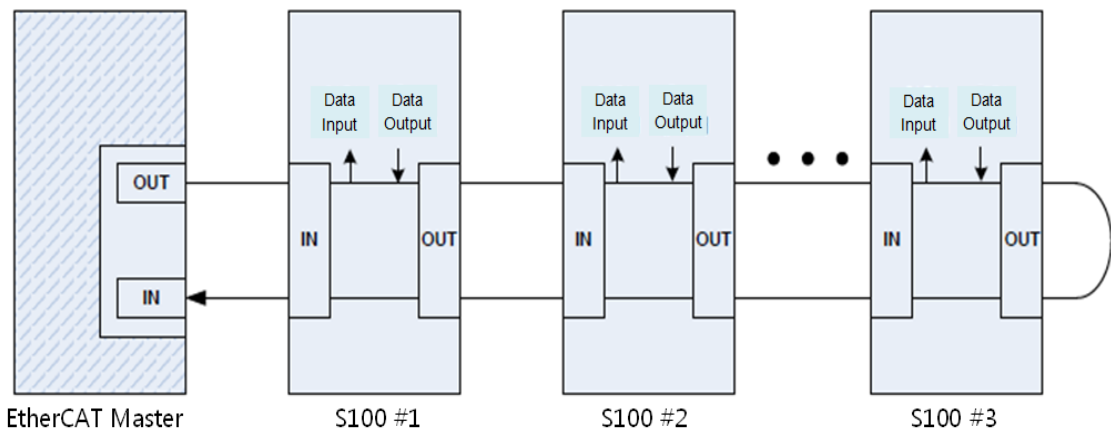 OUT
IN
EtherCAT Master
Data
Input
Data
Output
IN
OUT
S100 #1
Data
Input
Data
Output
IN
OUT
S100 #2
Data
Input
Data
Output
IN
OUT
S100 #3